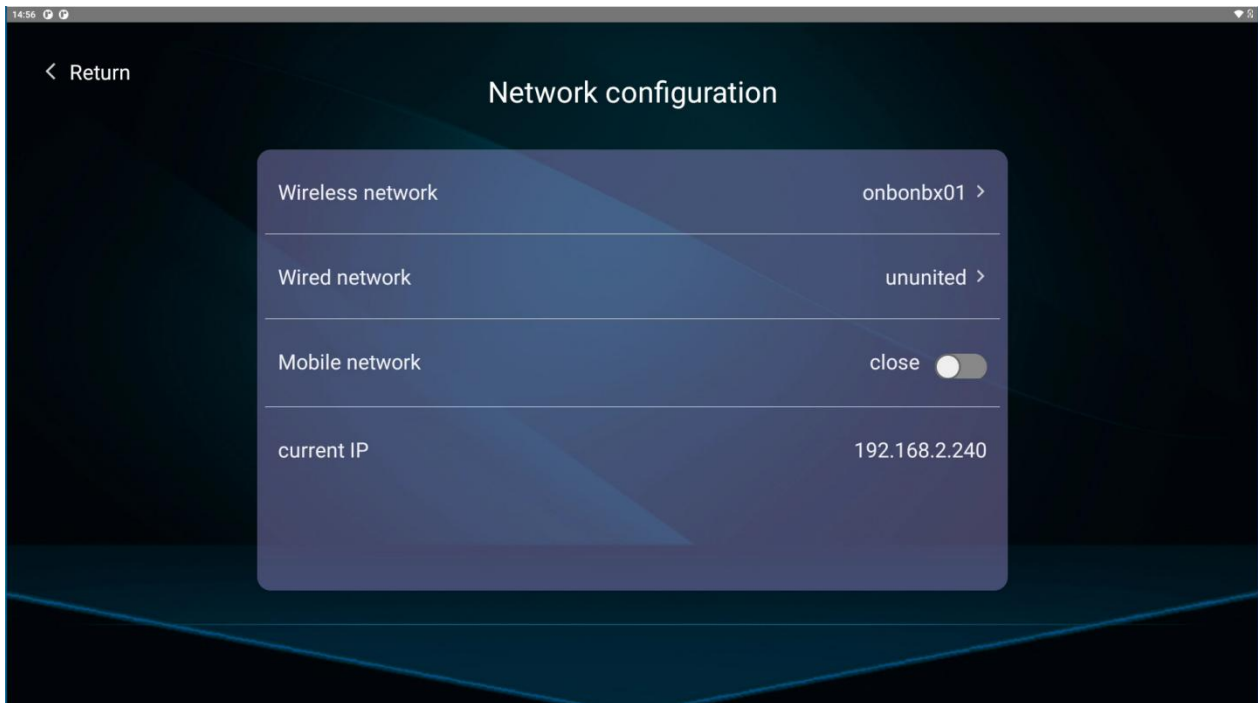 14:56
Return
Network configuration
Wireless network onbonbx01
Wired network ununited
Mobile network close
current IP 192.168.2.240